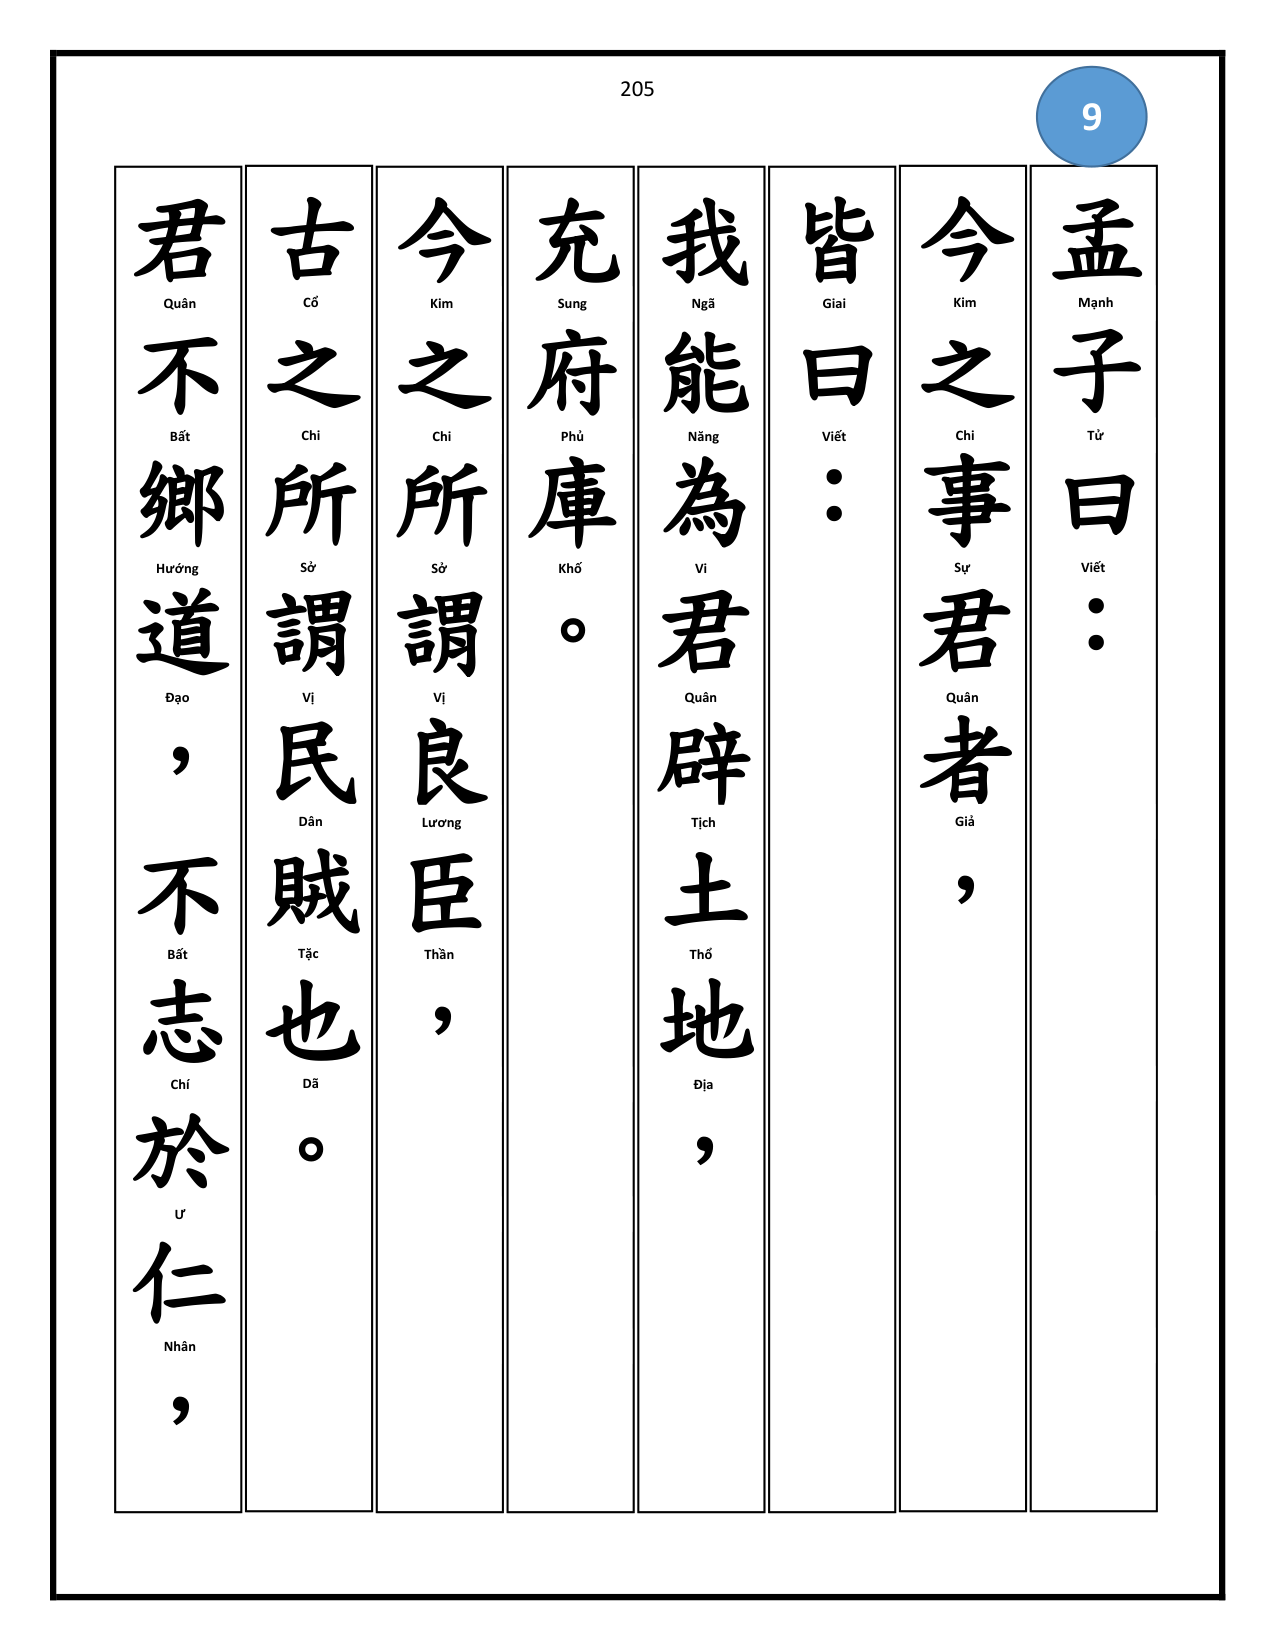 205
9
孟子曰：
Mạnh Tử Viết
今之事君者，
Kim Chi Sự Quân Giả
皆曰：
Giai Viết
我能為君辟土地，
Ngã Năng Vi Quân Tịch Thổ Địa
充府庫。
Sung Phủ Khố
今之所謂良臣，
Kim Chi Sở Vị Lương Thần
古之所謂民賊也。
Cổ Chi Sở Vị Dân Tặc Dã
君不鄉道，不志於仁，
Quân Bất Hướng Đạo Bất Chí Ư Nhân